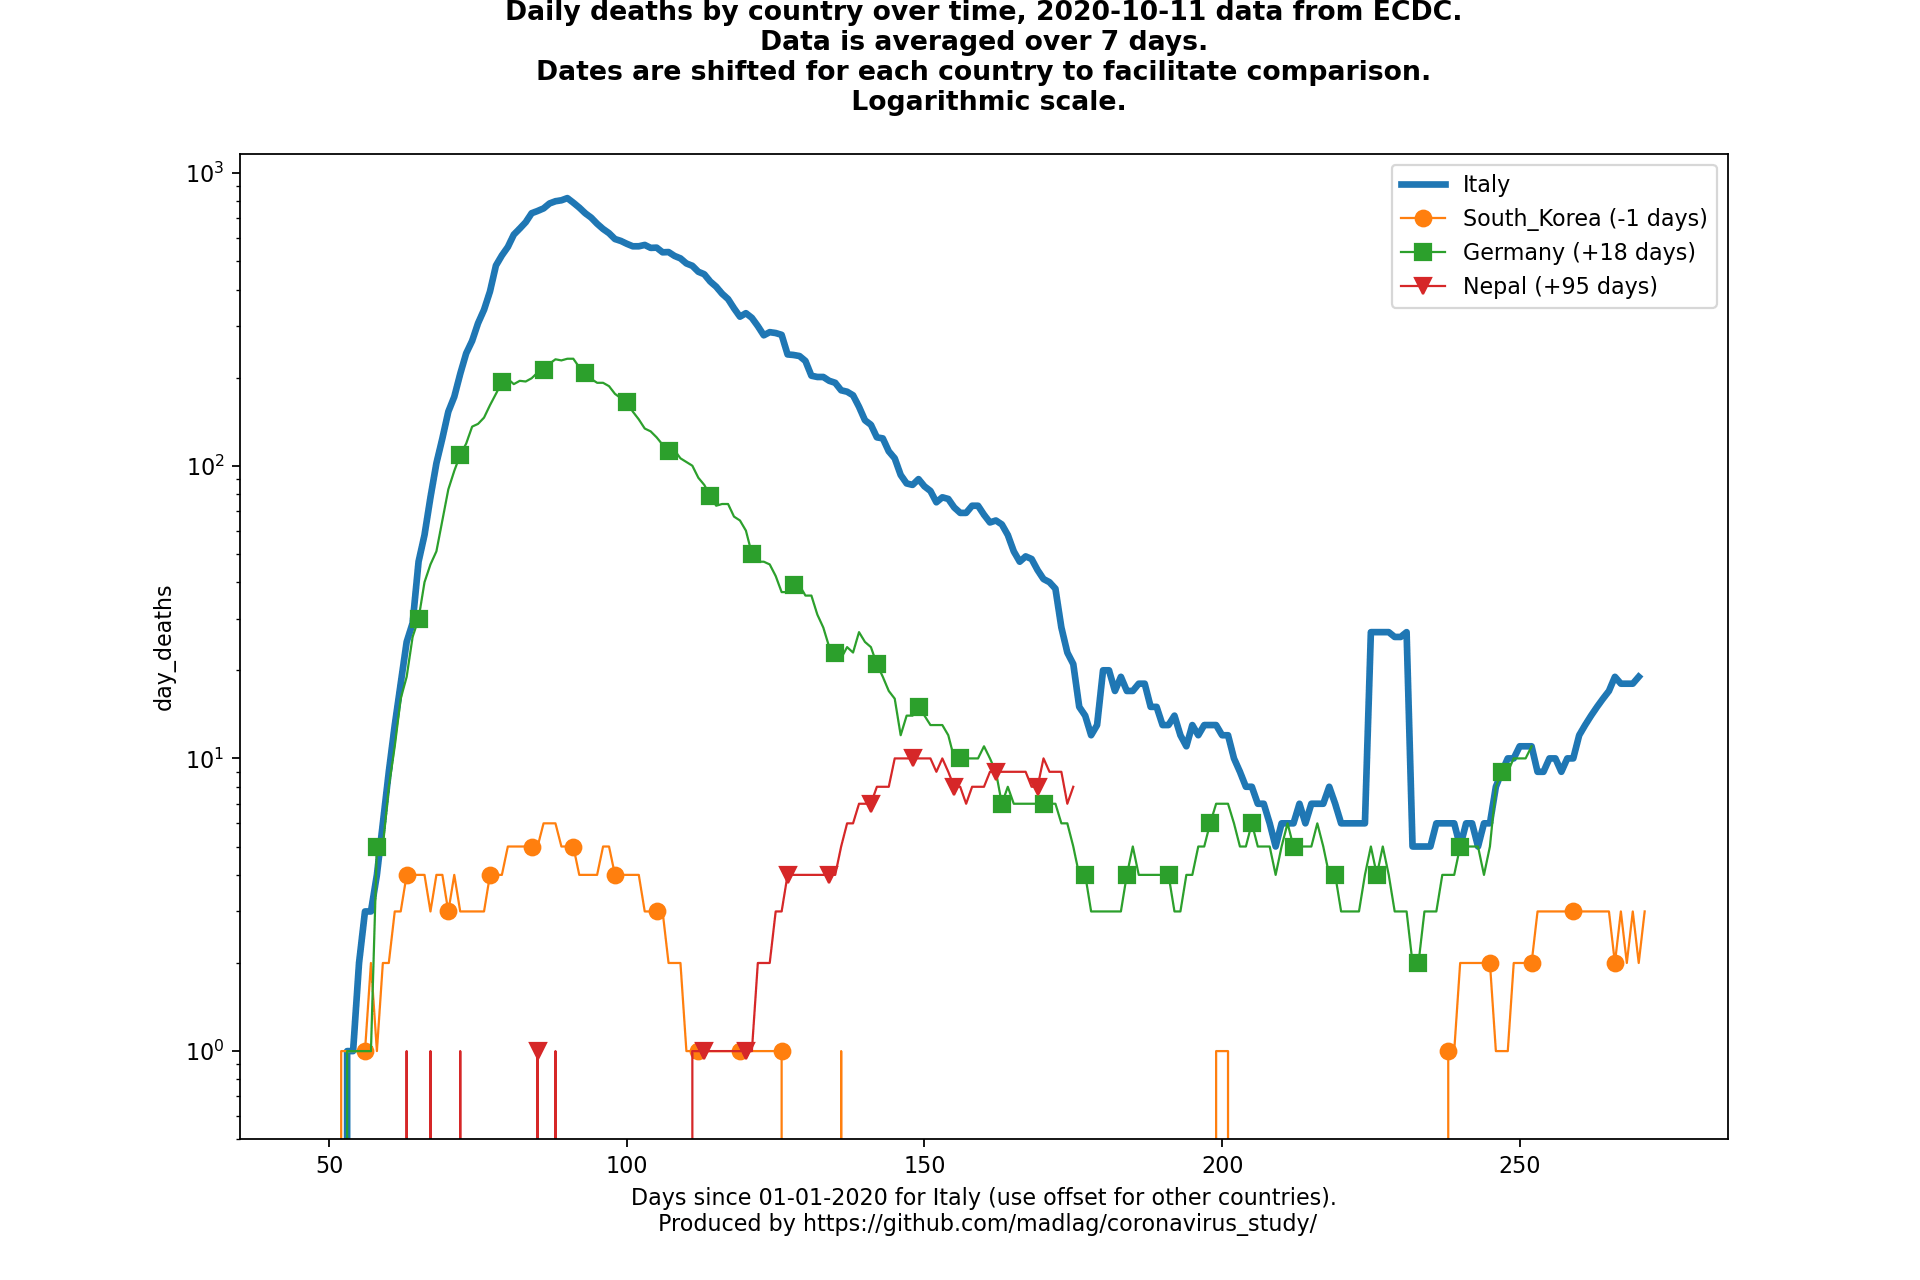 Daily deaths by country over time, 2020-10-11 data from ECDC.
Data is averaged over 7 days.
Dates are shifted for each country to facilitate comparison.
Logarithmic scale.
10³
10²
10¹
10⁰
day_deaths
Italy
South_Korea (-1 days)
Germany (+18 days)
Nepal (+95 days)
50 100 150 200 250
Days since 01-01-2020 for Italy (use offset for other countries).
Produced by https://github.com/madlag/coronavirus_study/